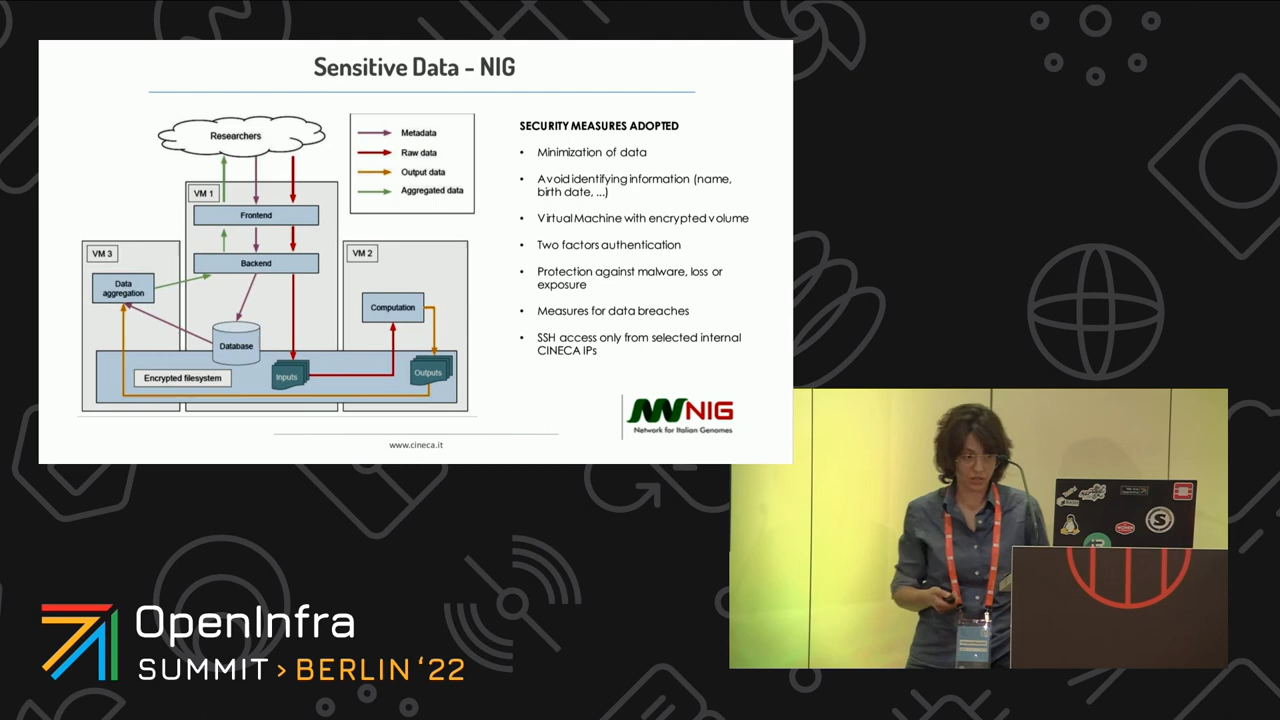 Sensitive Data - NIG
Researchers
Metadata
Raw data
Output data
Aggregated data
VM 1
Frontend
Backend
VM 3
Data
aggregation
VM 2
Computation
Database
Encrypted filesystem
Inputs
Outputs
SECURITY MEASURES ADOPTED
• Minimization of data
• Avoid identifying information (name,
birth date, ...)
• Virtual Machine with encrypted volume
• Two factors authentication
• Protection against malware, loss or
exposure
• Measures for data breaches
• SSH access only from selected internal
CINECA IPs
NIG
Network for Italian Genomes
www.cineca.it
OpenInfra
SUMMIT > BERLIN '22